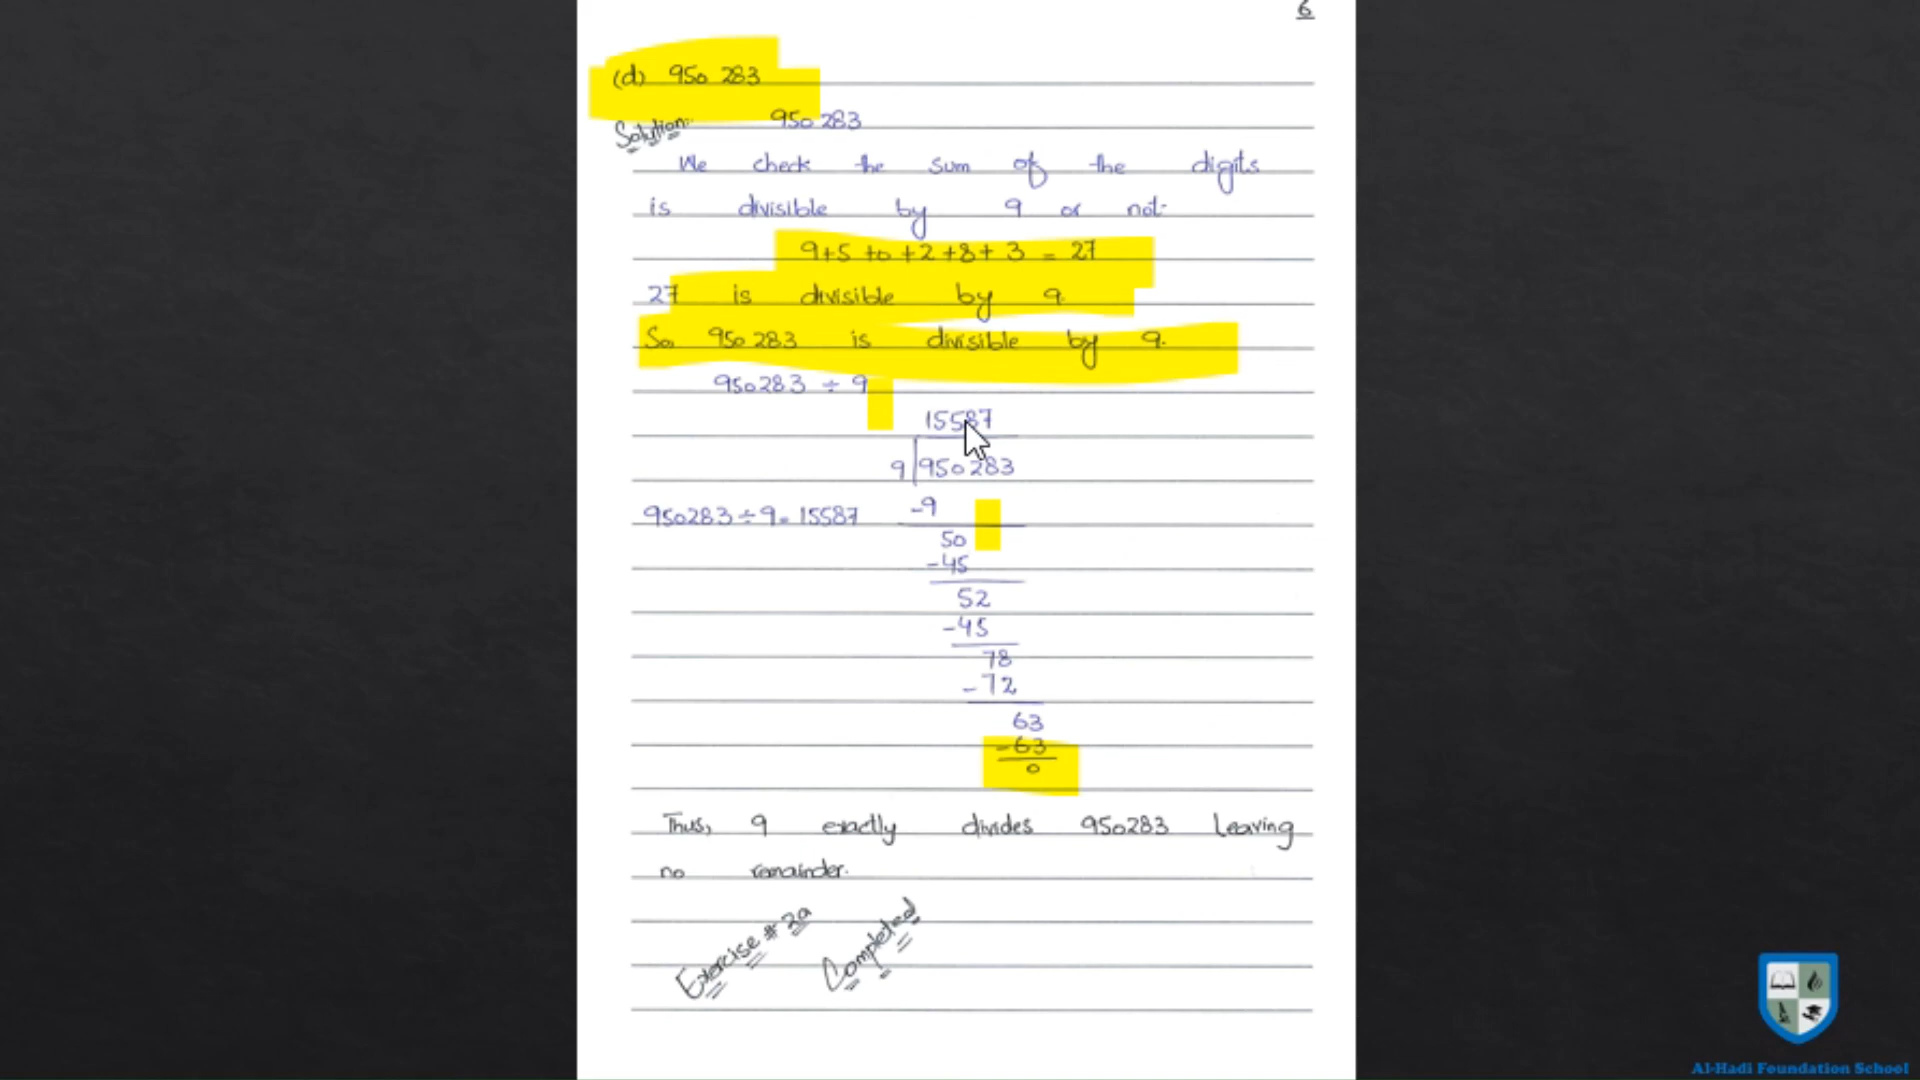 6
(d) 950 283
Solution: 950 283
We check the sum of the digits
is divisible by 9 or not.
9+5+0+2+8+3 = 27
27 is divisible by 9.
So, 950 283 is divisible by 9.
950283 ÷ 9
15587
9 950283
950283÷9=15587 -9
50
-45
52
-45
78
-72
63
-63
0
Thus, 9 exactly divides 950283 leaving
no remainder.
Exercise # 3a Completed
Al-Hadi Foundation School